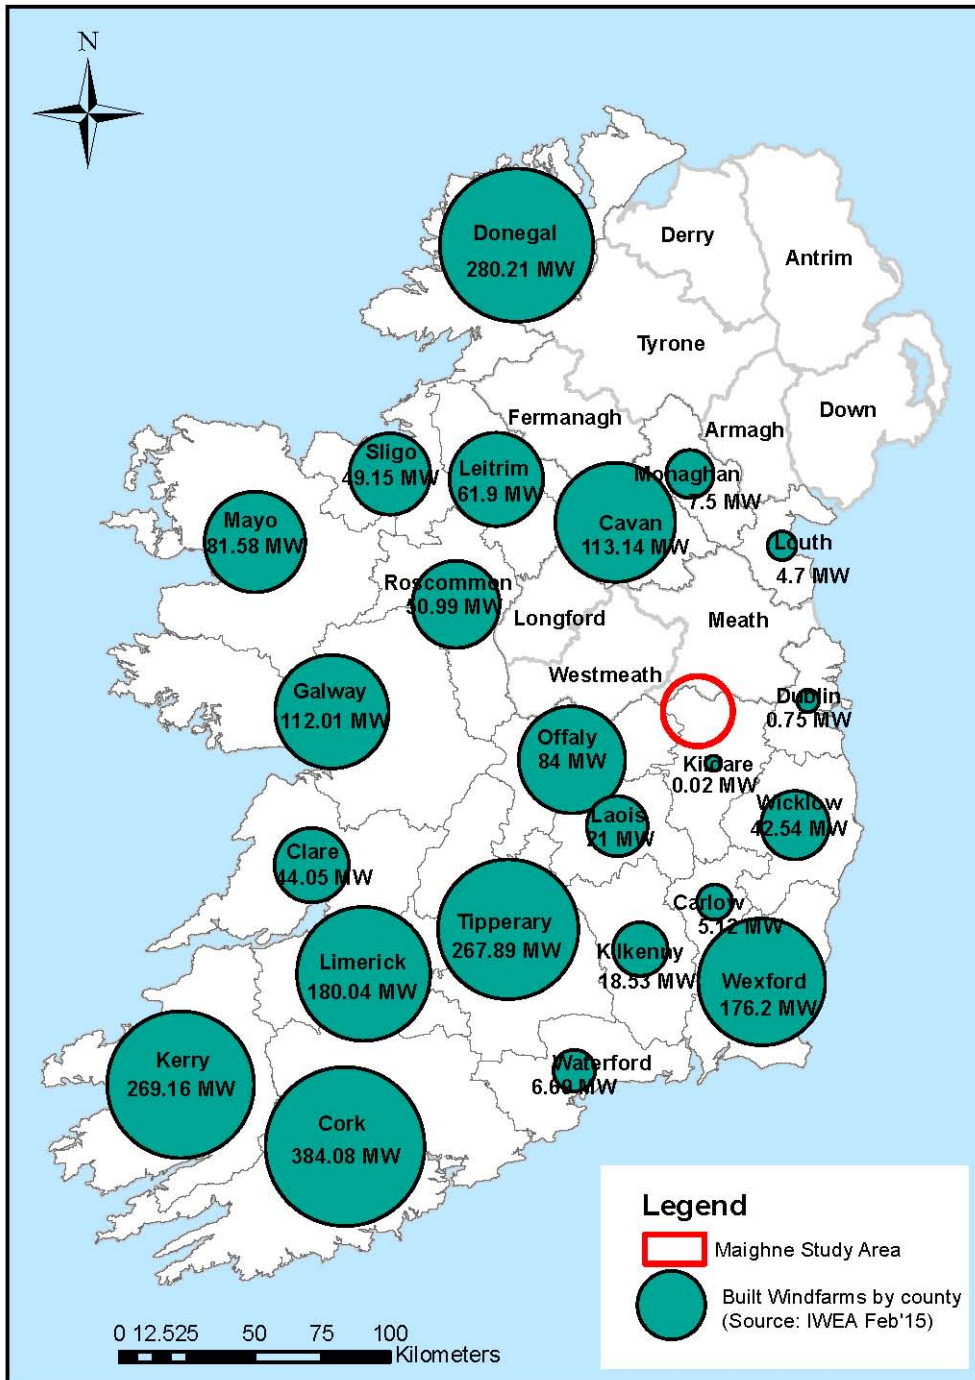 N
Donegal
280.21 MW
Derry
Antrim
Tyrone
Fermanagh
Armagh
Down
Sligo
49.15 MW
Leitrim
61.9 MW
Monaghan
7.5 MW
Mayo
81.58 MW
Cavan
113.14 MW
Louth
4.7 MW
Roscommon
50.99 MW
Longford
Meath
Westmeath
Galway
112.01 MW
Dublin
0.75 MW
Offaly
84 MW
Kildare
0.02 MW
Laois
21 MW
Wicklow
42.54 MW
Clare
44.05 MW
Carlow
5.12 MW
Tipperary
267.89 MW
Kilkenny
18.53 MW
Limerick
180.04 MW
Wexford
176.2 MW
Kerry
269.16 MW
Waterford
6.69 MW
Cork
384.08 MW
Legend
Maighne Study Area
Built Windfarms by county
(Source: IWEA Feb'15)
0 12.525 50 75 100
Kilometers